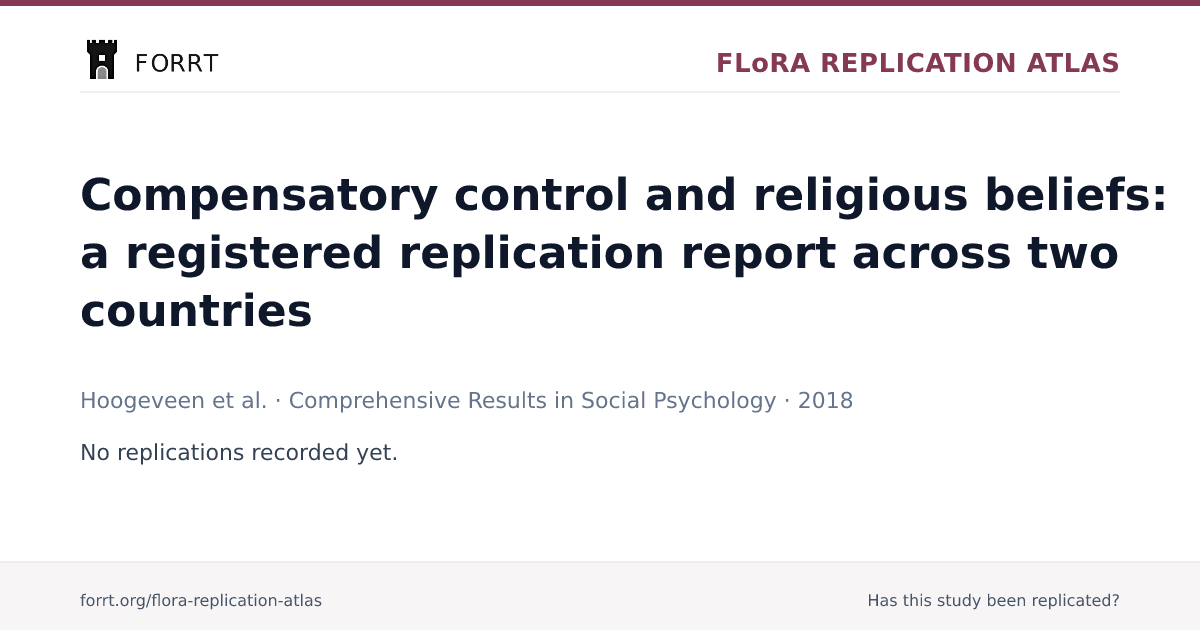 FORRT
FLoRA REPLICATION ATLAS
Compensatory control and religious beliefs:
a registered replication report across two
countries
Hoogeveen et al. · Comprehensive Results in Social Psychology · 2018
No replications recorded yet.
forrt.org/flora-replication-atlas
Has this study been replicated?